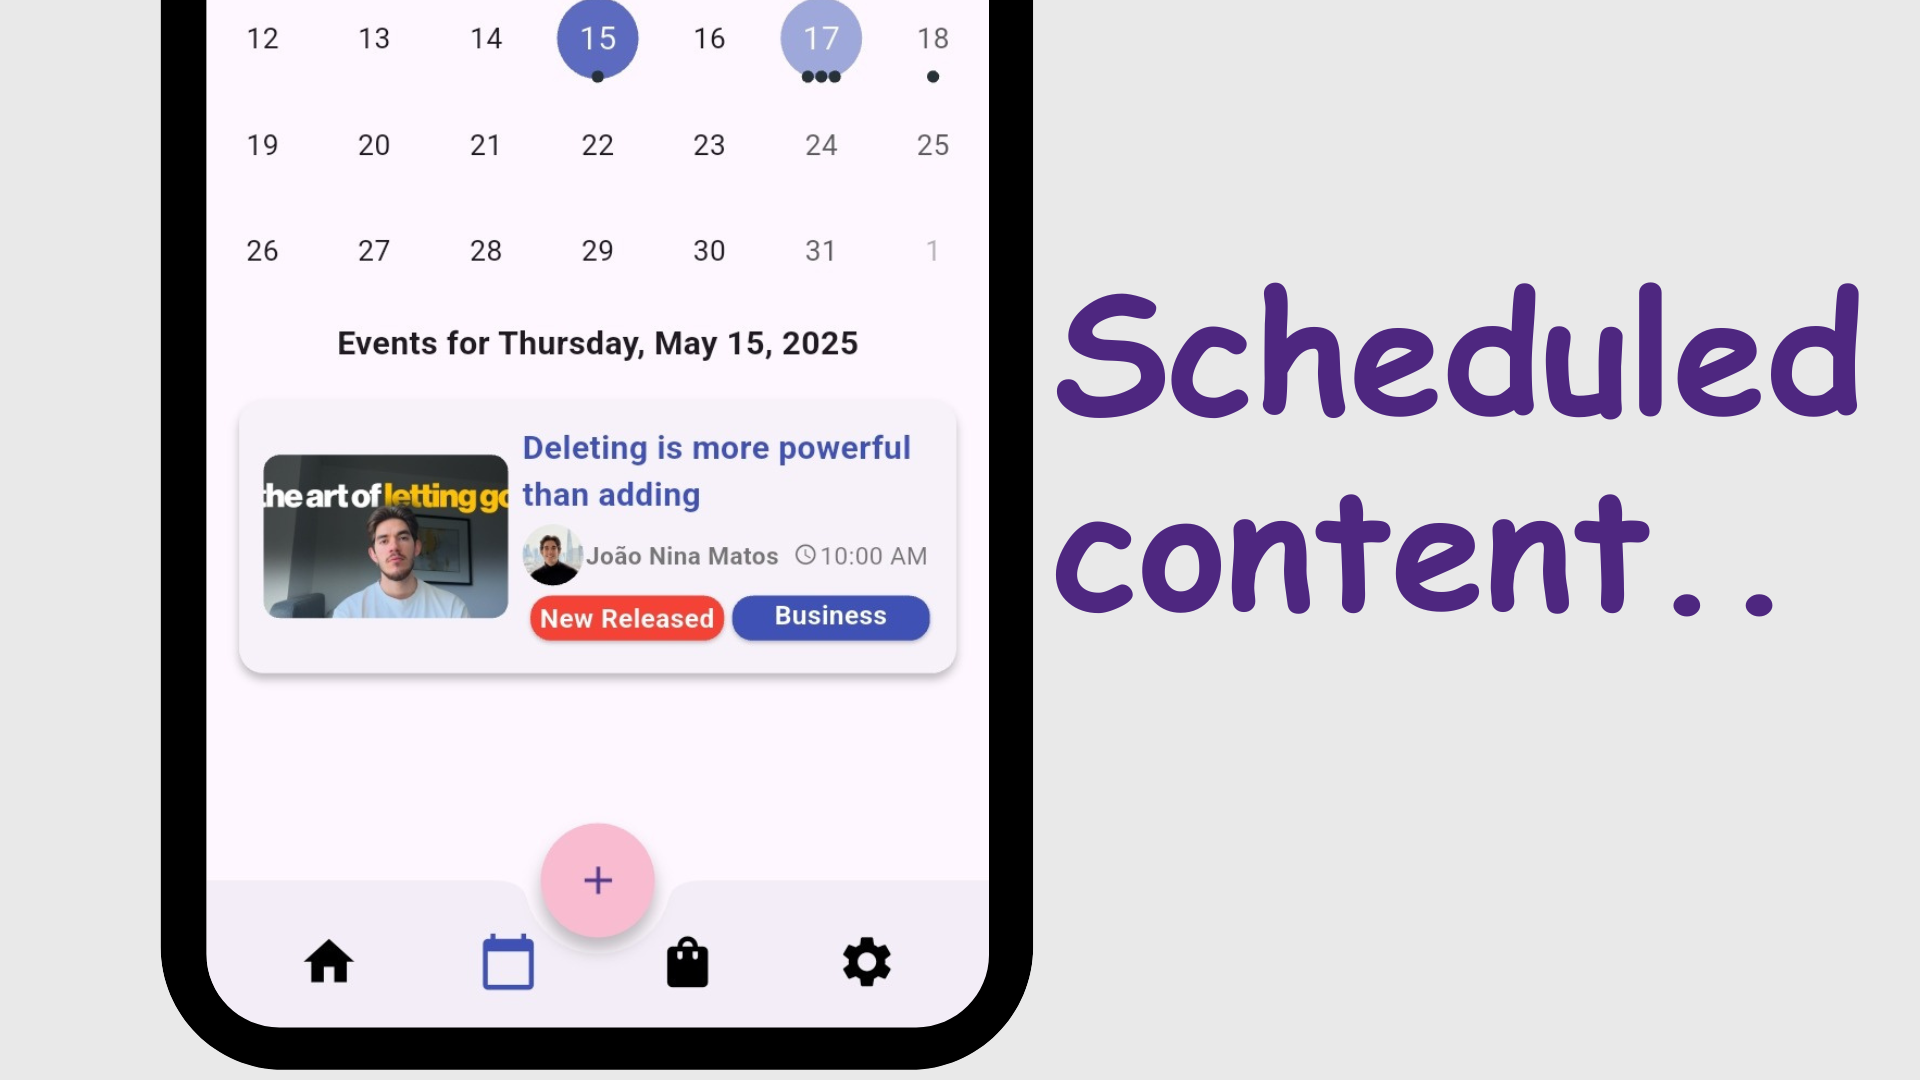 12 13 14 15 16 17 18
19 20 21 22 23 24 25
26 27 28 29 30 31 1
Events for Thursday, May 15, 2025
Deleting is more powerful
than adding
the art of letting go
João Nina Matos 10:00 AM
New Released Business
Scheduled
content..